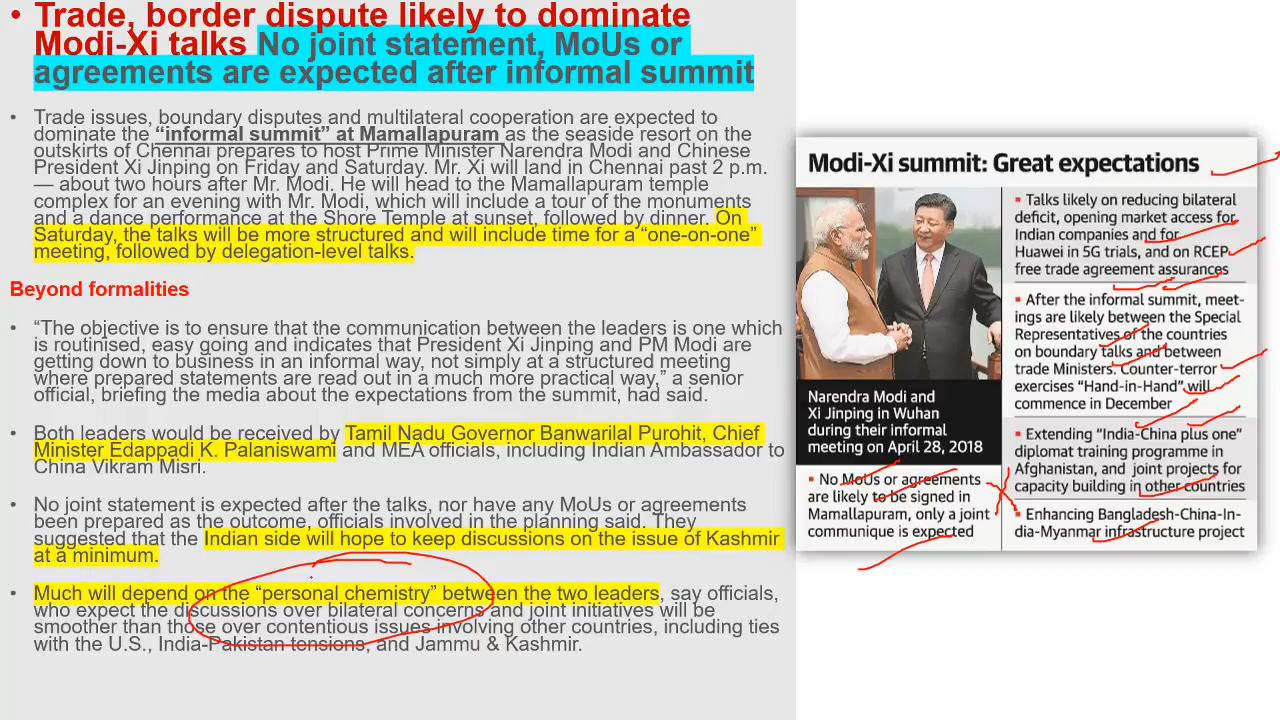 • Trade, border dispute likely to dominate
Modi-Xi talks No joint statement, MoUs or
agreements are expected after informal summit
• Trade issues, boundary disputes and multilateral cooperation are expected to
dominate the “informal summit” at Mamallapuram as the seaside resort on the
outskirts of Chennai prepares to host Prime Minister Narendra Modi and Chinese
President Xi Jinping on Friday and Saturday. Mr. Xi will land in Chennai past 2 p.m.
— about two hours after Mr. Modi. He will head to the Mamallapuram temple
complex for an evening with Mr. Modi, which will include a tour of the monuments
and a dance performance at the Shore Temple at sunset, followed by dinner. On
Saturday, the talks will be more structured and will include time for a “one-on-one”
meeting, followed by delegation-level talks.
Beyond formalities
• “The objective is to ensure that the communication between the leaders is one which
is routinised, easy going and indicates that President Xi Jinping and PM Modi are
getting down to business in an informal way, not simply at a structured meeting
where prepared statements are read out in a much more practical way,” a senior
official, briefing the media about the expectations from the summit, had said.
• Both leaders would be received by Tamil Nadu Governor Banwarilal Purohit, Chief
Minister Edappadi K. Palaniswami and MEA officials, including Indian Ambassador to
China Vikram Misri.
• No joint statement is expected after the talks, nor have any MoUs or agreements
been prepared as the outcome, officials involved in the planning said. They
suggested that the Indian side will hope to keep discussions on the issue of Kashmir
at a minimum.
• Much will depend on the “personal chemistry” between the two leaders, say officials,
who expect the discussions over bilateral concerns and joint initiatives will be
smoother than those over contentious issues involving other countries, including ties
with the U.S., India-Pakistan tensions, and Jammu & Kashmir.
Modi-Xi summit: Great expectations
Narendra Modi and
Xi Jinping in Wuhan
during their informal
meeting on April 28, 2018
▪ No MoUs or agreements
are likely to be signed in
Mamallapuram, only a joint
communique is expected
▪ Talks likely on reducing bilateral
deficit, opening market access for
Indian companies and for
Huawei in 5G trials, and on RCEP
free trade agreement assurances
▪ After the informal summit, meet-
ings are likely between the Special
Representatives of the countries
on boundary talks and between
trade Ministers. Counter-terror
exercises “Hand-in-Hand” will
commence in December
▪ Extending “India-China plus one”
diplomat training programme in
Afghanistan, and joint projects for
capacity building in other countries
▪ Enhancing Bangladesh-China-In-
dia-Myanmar infrastructure project